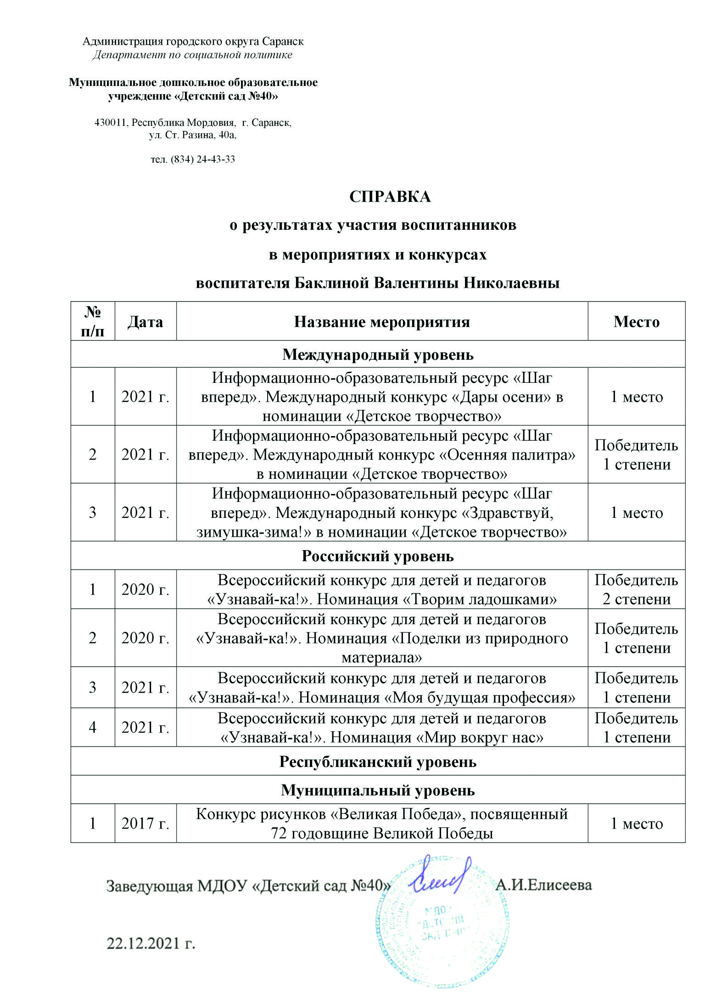 Администрация городского округа Саранск
Департамент по социальной политике
Муниципальное дошкольное образовательное
учреждение «Детский сад №40»
430011, Республика Мордовия, г. Саранск,
ул. Ст. Разина, 40а,
тел. (834) 24-43-33
СПРАВКА
о результатах участия воспитанников
в мероприятиях и конкурсах
воспитателя Баклиной Валентины Николаевны
№ п/п Дата Название мероприятия Место
Международный уровень
Информационно-образовательный ресурс «Шаг
1 2021 г. вперед». Международный конкурс «Дары осени» в 1 место
номинации «Детское творчество»
Информационно-образовательный ресурс «Шаг
2 2021 г. вперед». Международный конкурс «Осенняя палитра» Победитель 1 степени
в номинации «Детское творчество»
Информационно-образовательный ресурс «Шаг
3 2021 г. вперед». Международный конкурс «Здравствуй, 1 место
зимушка-зима!» в номинации «Детское творчество»
Российский уровень
1 2020 г. Всероссийский конкурс для детей и педагогов Победитель
«Узнавай-ка!». Номинация «Творим ладошками» 2 степени
Всероссийский конкурс для детей и педагогов
2 2020 г. «Узнавай-ка!». Номинация «Поделки из природного Победитель 1 степени
материала»
3 2021 г. Всероссийский конкурс для детей и педагогов Победитель
«Узнавай-ка!». Номинация «Моя будущая профессия» 1 степени
4 2021 г. Всероссийский конкурс для детей и педагогов Победитель
«Узнавай-ка!». Номинация «Мир вокруг нас» 1 степени
Республиканский уровень
Муниципальный уровень
1 2017 г. Конкурс рисунков «Великая Победа», посвященный 1 место
72 годовщине Великой Победы
Заведующая МДОУ «Детский сад №40» А.И.Елисеева
МДОУ
"ДЕТСКИЙ
САД №40"
22.12.2021 г.